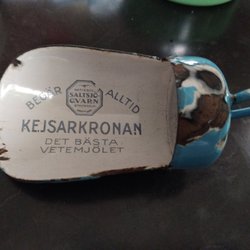 BEGÄR ALLTID
SALTSJÖ
QVARN
KEJSARKRONAN
DET BÄSTA
VETEMJÖLET